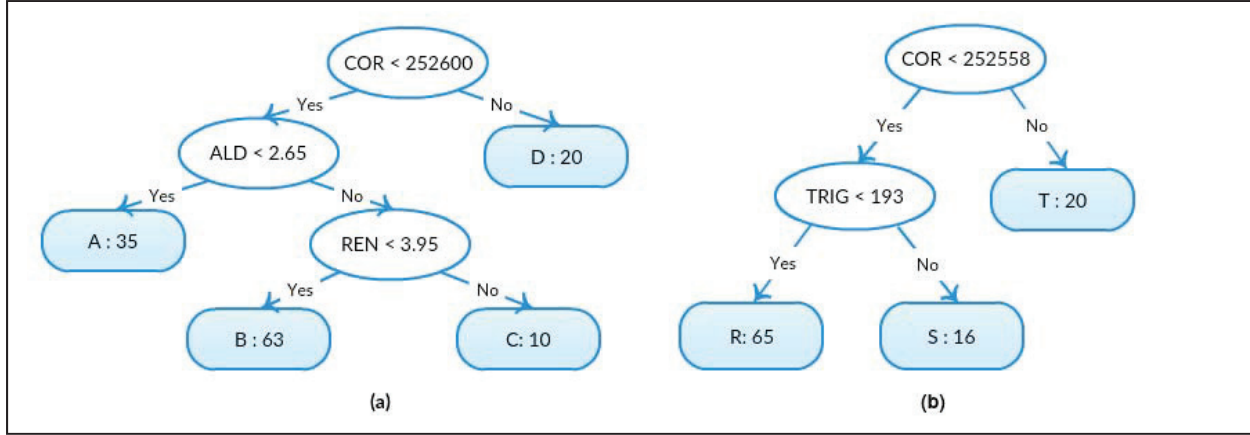 COR < 252600
Yes
No
ALD < 2.65
D : 20
Yes
No
A : 35
REN < 3.95
Yes
No
B : 63
C: 10
(a)
COR < 252558
Yes
No
TRIG < 193
T : 20
Yes
No
R: 65
S : 16
(b)